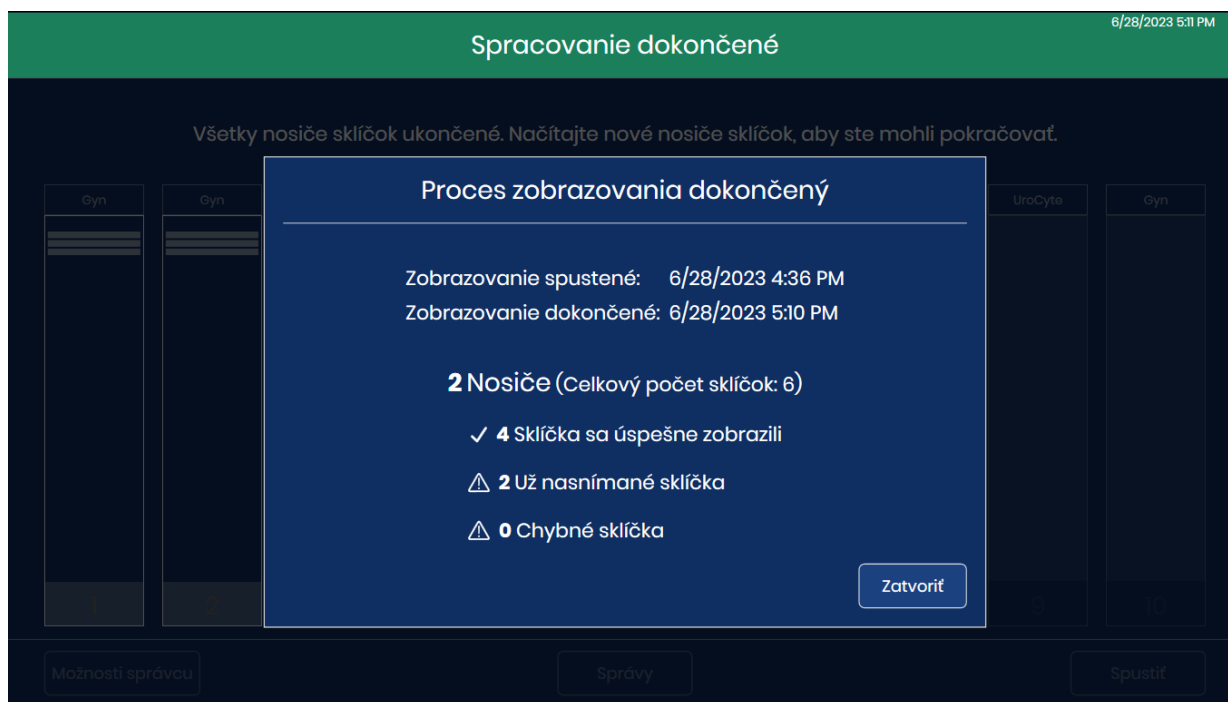 6/28/2023 5:11 PM
Spracovanie dokončené
Všetky nosiče sklíčok ukončené. Načítajte nové nosiče sklíčok, aby ste mohli pokračovať.
Gyn
Gyn
UroCyte
Gyn
Proces zobrazovania dokončený
Zobrazovanie spustené: 6/28/2023 4:36 PM
Zobrazovanie dokončené: 6/28/2023 5:10 PM
2 Nosiče (Celkový počet sklíčok: 6)
4 Sklíčka sa úspešne zobrazili
2 Už nasnímané sklíčka
0 Chybné sklíčka
Zatvoriť
1
2
9
10
Možnosti správcu
Správy
Spustiť